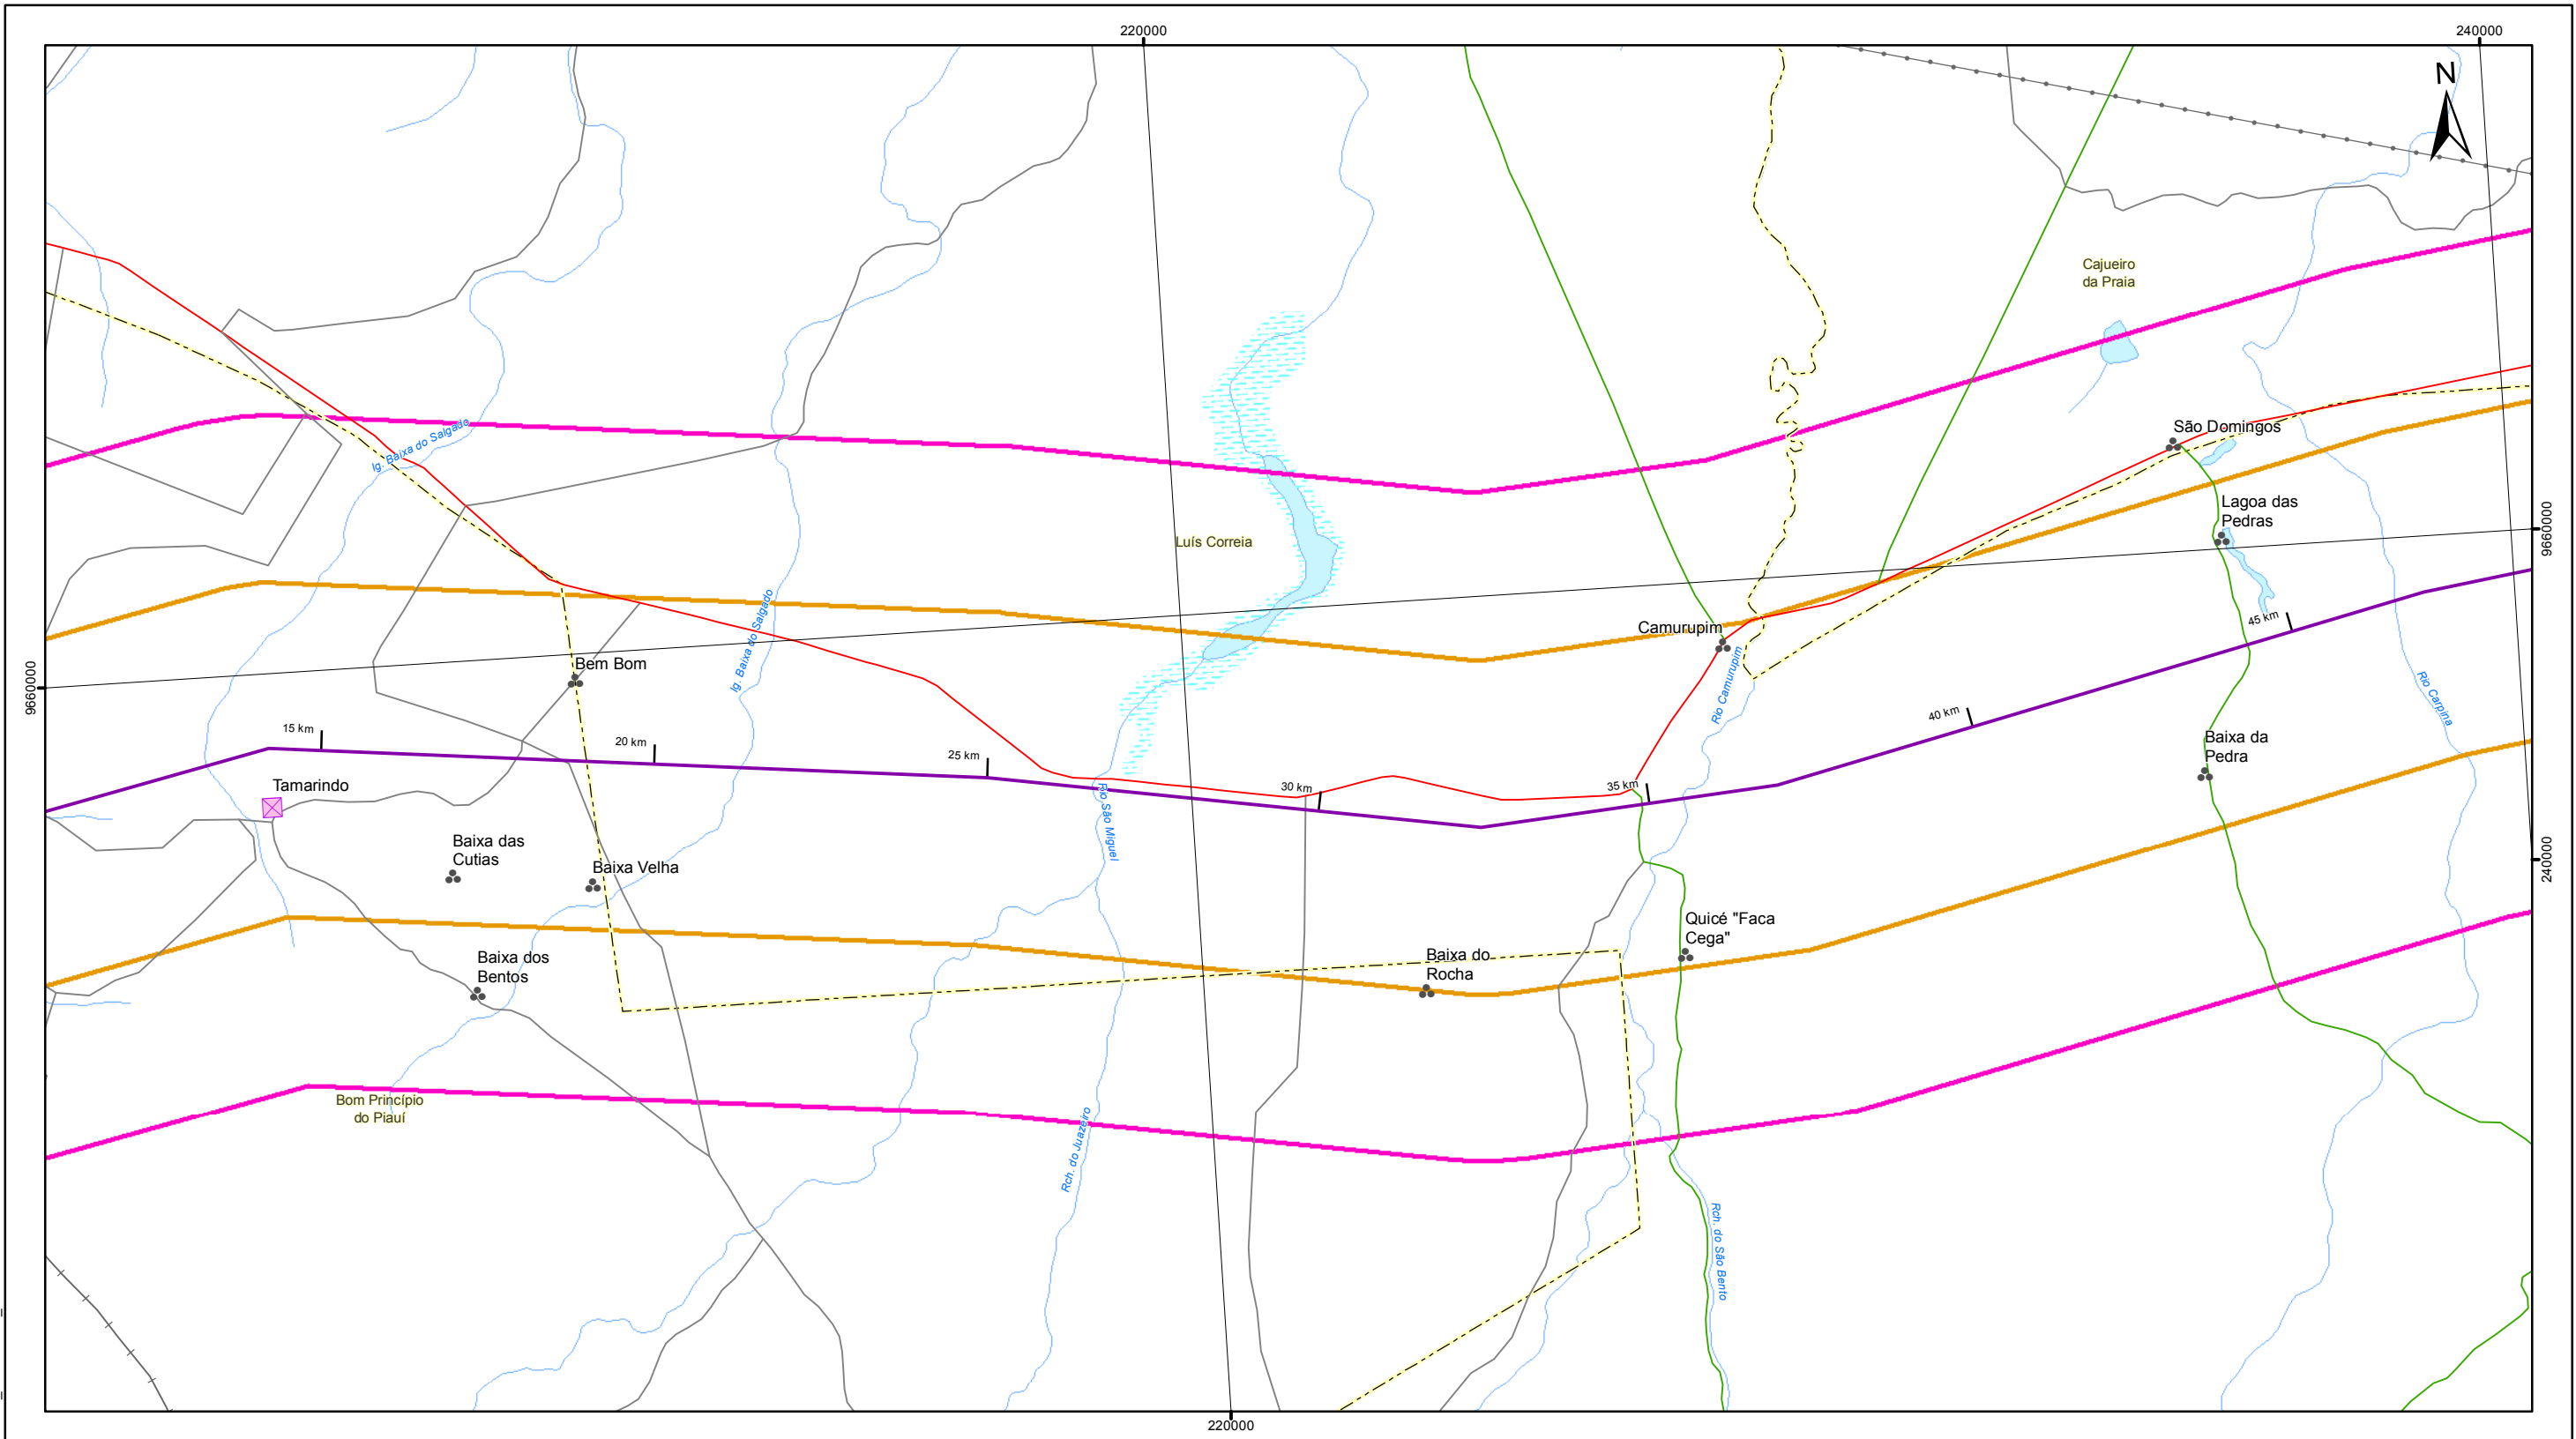 220000
240000
N
Cajueiro
da Praia
São Domingos
Ig. Baixa do Salgado
Lagoa das
Pedras
Luís Correia
9660000
Camurupim
45 km
Ig. Baixa do Salgado
Bem Bom
9660000
Rio Camurupim
Rio Carpina
40 km
15 km
20 km
25 km
Baixa da
Pedra
Tamarindo
30 km
35 km
Rio São Miguel
Baixa das
Cutias
Baixa Velha
240000
Quicé "Faca
Cega"
Baixa dos
Bentos
Baixa do
Rocha
Bom Princípio
do Piauí
Rch. do Juazeiro
Rch. do São Bento
220000